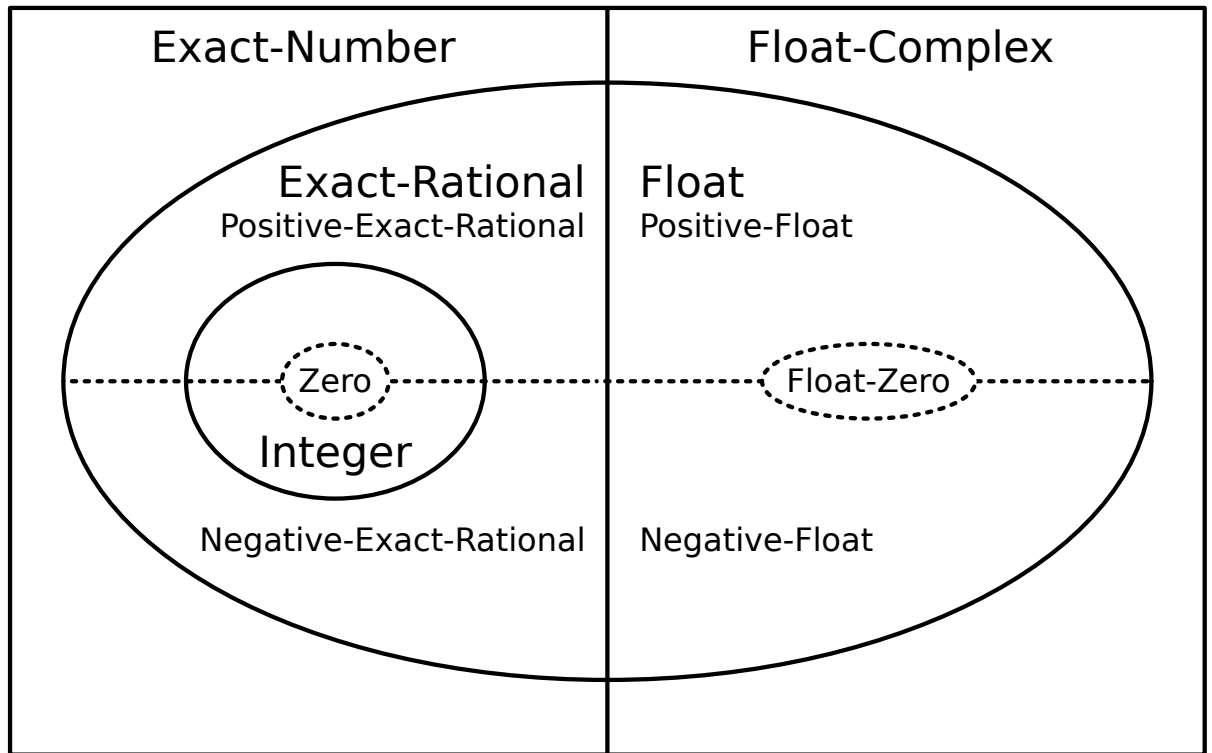 Exact-Number
Float-Complex
Exact-Rational
Float
Positive-Exact-Rational
Positive-Float
Zero
Float-Zero
Integer
Negative-Exact-Rational
Negative-Float